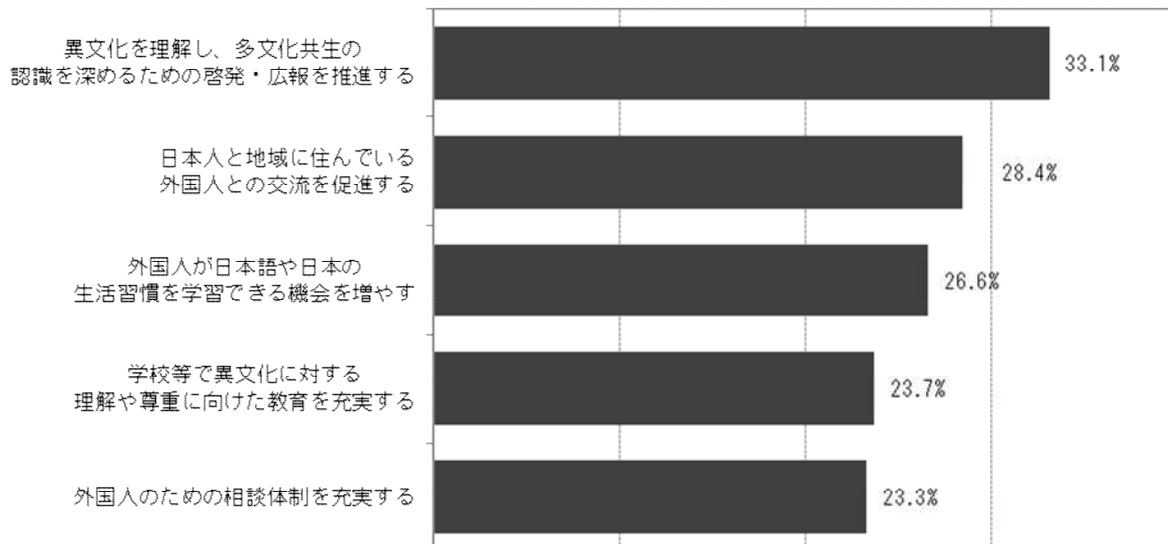 異文化を理解し、多文化共生の
認識を深めるための啓発・広報を推進する
33.1%
日本人と地域に住んでいる
外国人との交流を促進する
28.4%
外国人が日本語や日本の
生活習慣を学習できる機会を増やす
26.6%
学校等で異文化に対する
理解や尊重に向けた教育を充実する
23.7%
外国人のための相談体制を充実する
23.3%